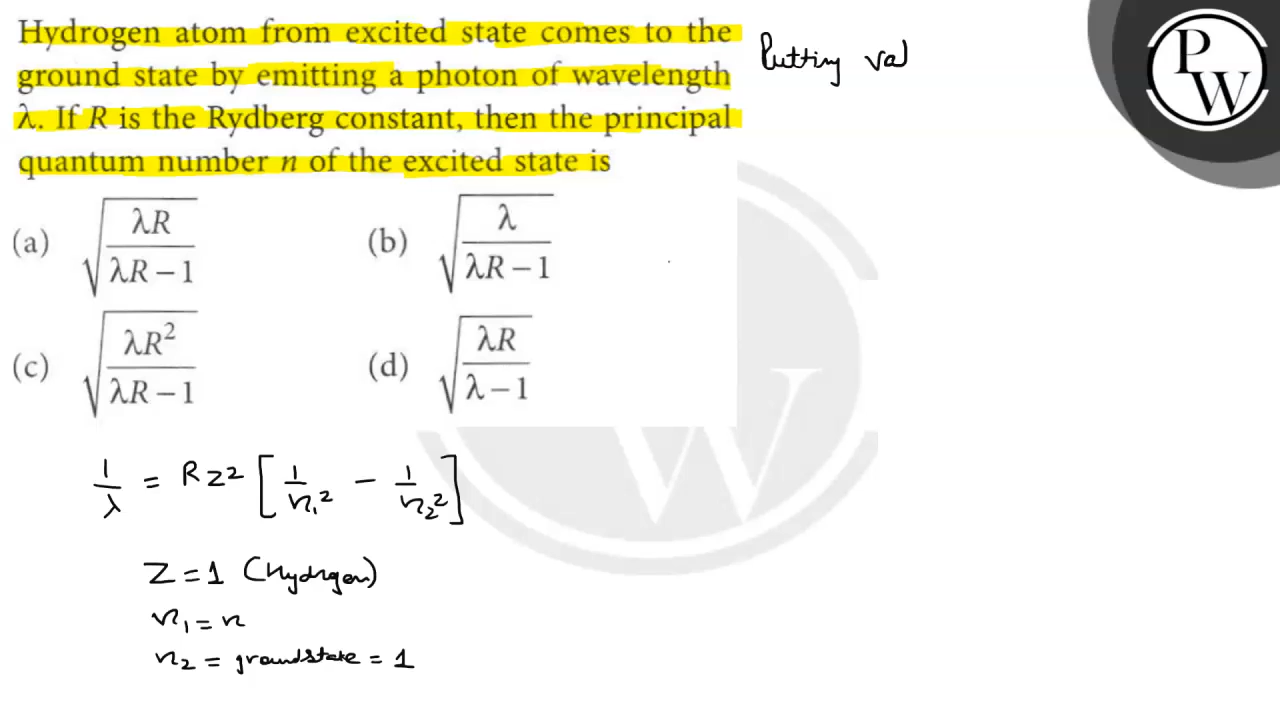 Hydrogen atom from excited state comes to the
ground state by emitting a photon of wavelength
λ. If R is the Rydberg constant, then the principal
quantum number n of the excited state is
(a) √(λR/(λR − 1)) (b) √(λ/(λR − 1))
(c) √(λR²/(λR − 1)) (d) √(λR/(λ − 1))
1/λ = RZ² [1/n₁² − 1/n₂²]
Z = 1 (Hydrogen)
n₁ = n
n₂ = ground state = 1
Putting val
P
W